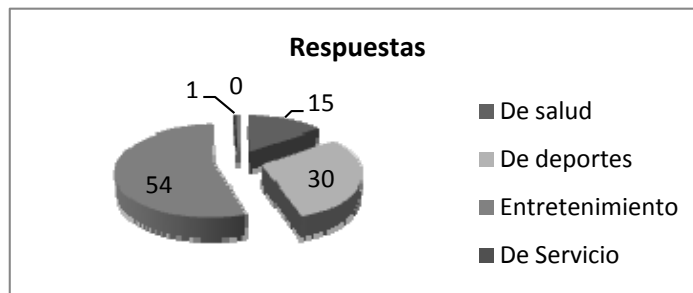 Respuestas
1
0
15
30
54
De salud
De deportes
Entretenimiento
De Servicio